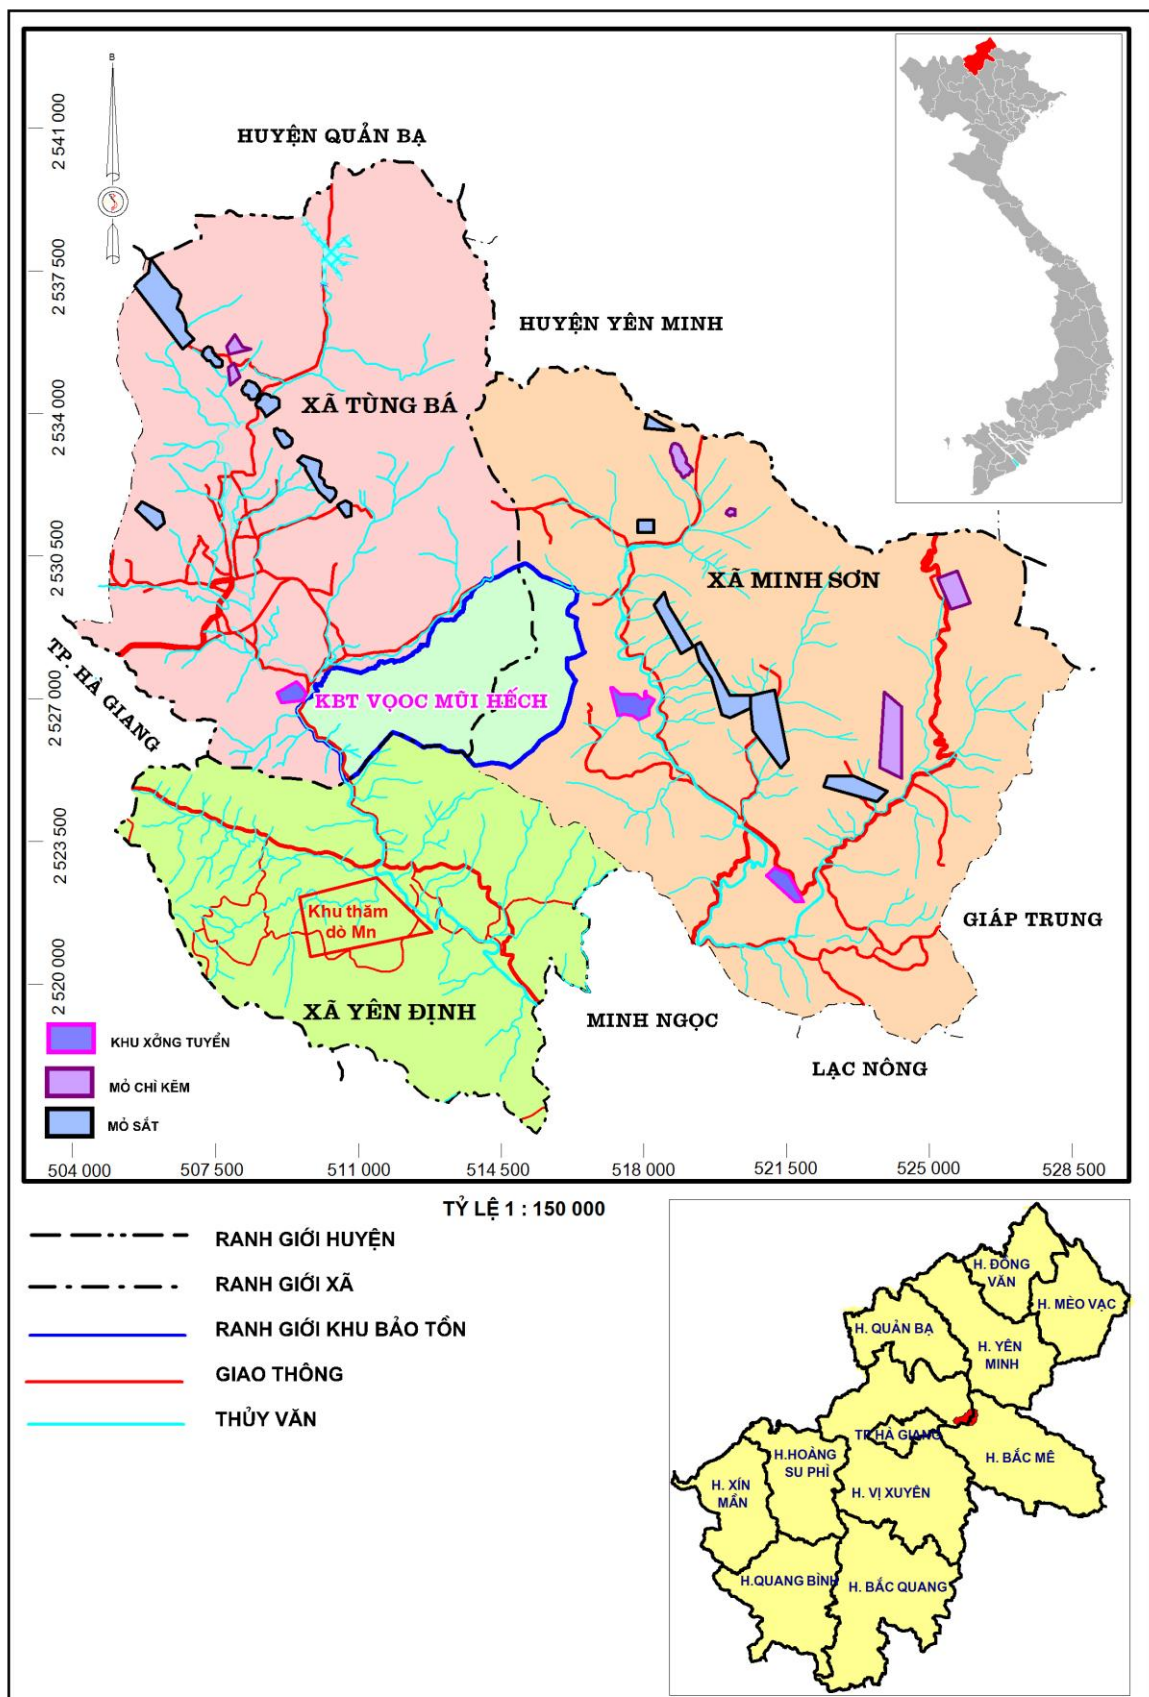 B
2 541 000
2 537 500
2 534 000
2 530 500
2 527 000
2 523 500
2 520 000
HUYỆN QUẢN BẠ
HUYỆN YÊN MINH
XÃ TÙNG BÁ
XÃ MINH SƠN
TP. HÀ GIANG
KBT VỌOC MŨI HẾCH
Khu thăm
dò Mn
GIÁP TRUNG
XÃ YÊN ĐỊNH
MINH NGỌC
LẠC NÔNG
KHU XỞNG TUYỂN
MỎ CHÌ KẼM
MỎ SẮT
504 000
507 500
511 000
514 500
518 000
521 500
525 000
528 500
TỶ LỆ 1 : 150 000
RANH GIỚI HUYỆN
RANH GIỚI XÃ
RANH GIỚI KHU BẢO TỒN
GIAO THÔNG
THỦY VĂN
H. ĐỒNG
VĂN
H. MÈO VẠC
H. QUẢN BẠ
H. YÊN
MINH
TP.HÀ GIANG
H.HOÀNG
SU PHÌ
H. BẮC MÊ
H. XÍN
MẦN
H. VỊ XUYÊN
H.QUANG BÌNH
H. BẮC QUANG